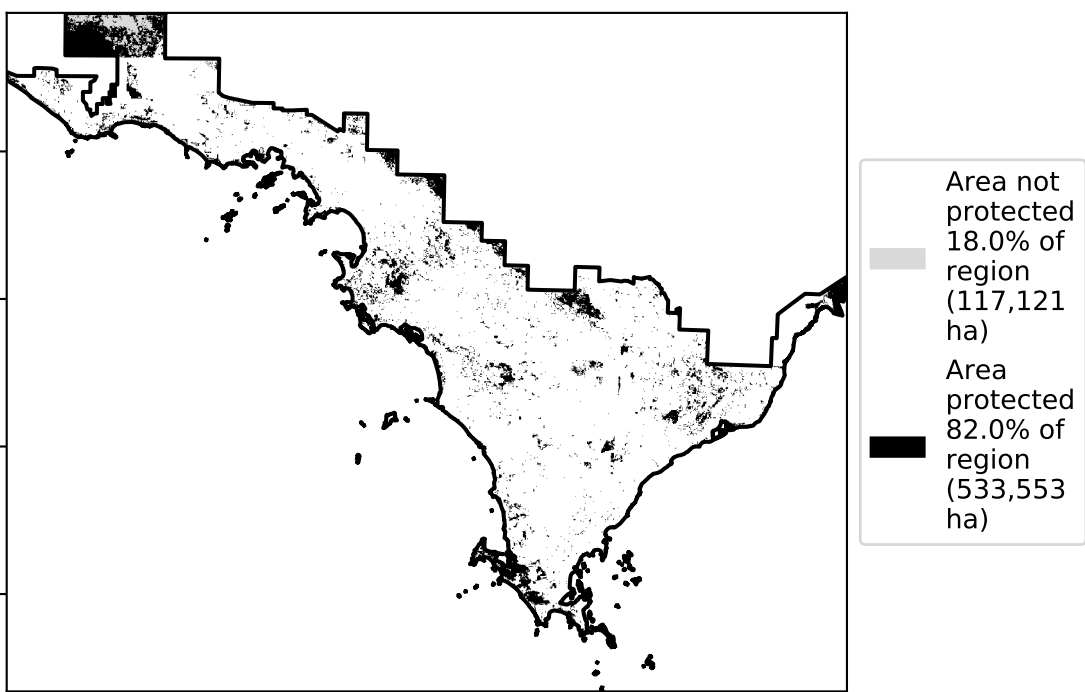 Area not
protected
18.0% of
region
(117,121
ha)
Area
protected
82.0% of
region
(533,553
ha)